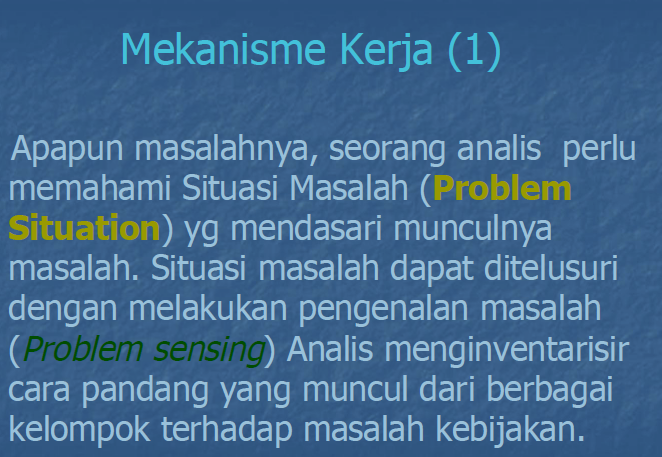 Mekanisme Kerja (1)
Apapun masalahnya, seorang analis perlu
memahami Situasi Masalah (Problem
Situation) yg mendasari munculnya
masalah. Situasi masalah dapat ditelusuri
dengan melakukan pengenalan masalah
(Problem sensing) Analis menginventarisir
cara pandang yang muncul dari berbagai
kelompok terhadap masalah kebijakan.